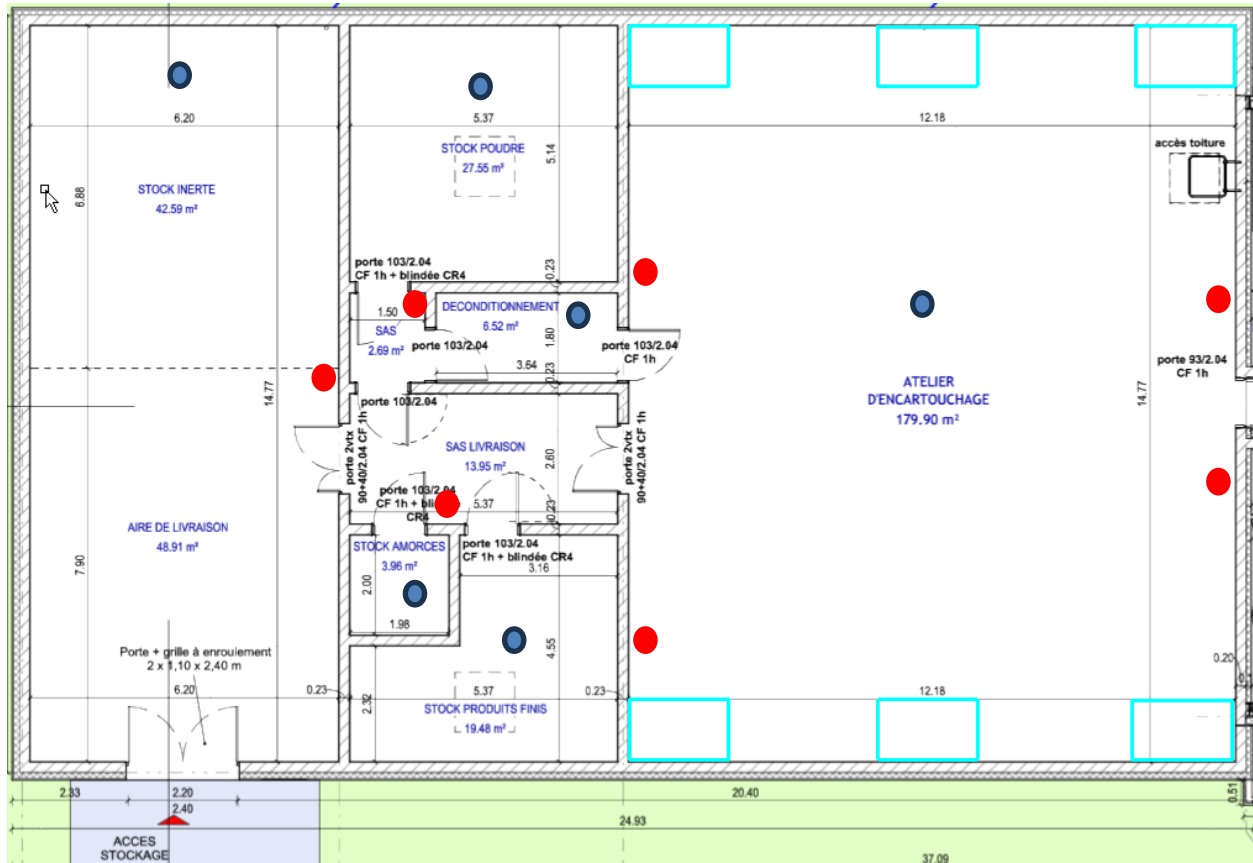 6.20
5.37
12.18
STOCK POUDRE
27.55 m²
5.14
accès toiture
STOCK INERTE
42.59 m²
6.88
porte 103/2.04
CF 1h + blindée CR4
0.23
1.50
DECONDITIONNEMENT
6.52 m²
SAS
2.69 m²
porte 103/2.04
1.80
porte 103/2.04
CF 1h
3.64
0.23
porte 93/2.04
CF 1h
14.77
14.77
ATELIER
D'ENCARTOUCHAGE
179.90 m²
porte 103/2.04
porte 2vtx
90+40/2.04 CF 1h
SAS LIVRAISON
13.95 m²
2.60
porte 2vtx
90+40/2.04 CF 1h
porte 103/2.04
CF 1h +
CR4
5.37
0.23
AIRE DE LIVRAISON
48.91 m²
7.90
STOCK AMORCES
3.96 m²
porte 103/2.04
CF 1h + blindée CR4
3.16
2.00
1.98
4.55
Porte + grille à enroulement
2 x 1,10 x 2,40 m
0.20
6.20
0.23
2.32
5.37
0.23
12.18
STOCK PRODUITS FINIS
19.48 m²
2.33
2.20
2.40
20.40
0.51
24.93
ACCES
STOCKAGE
37.09